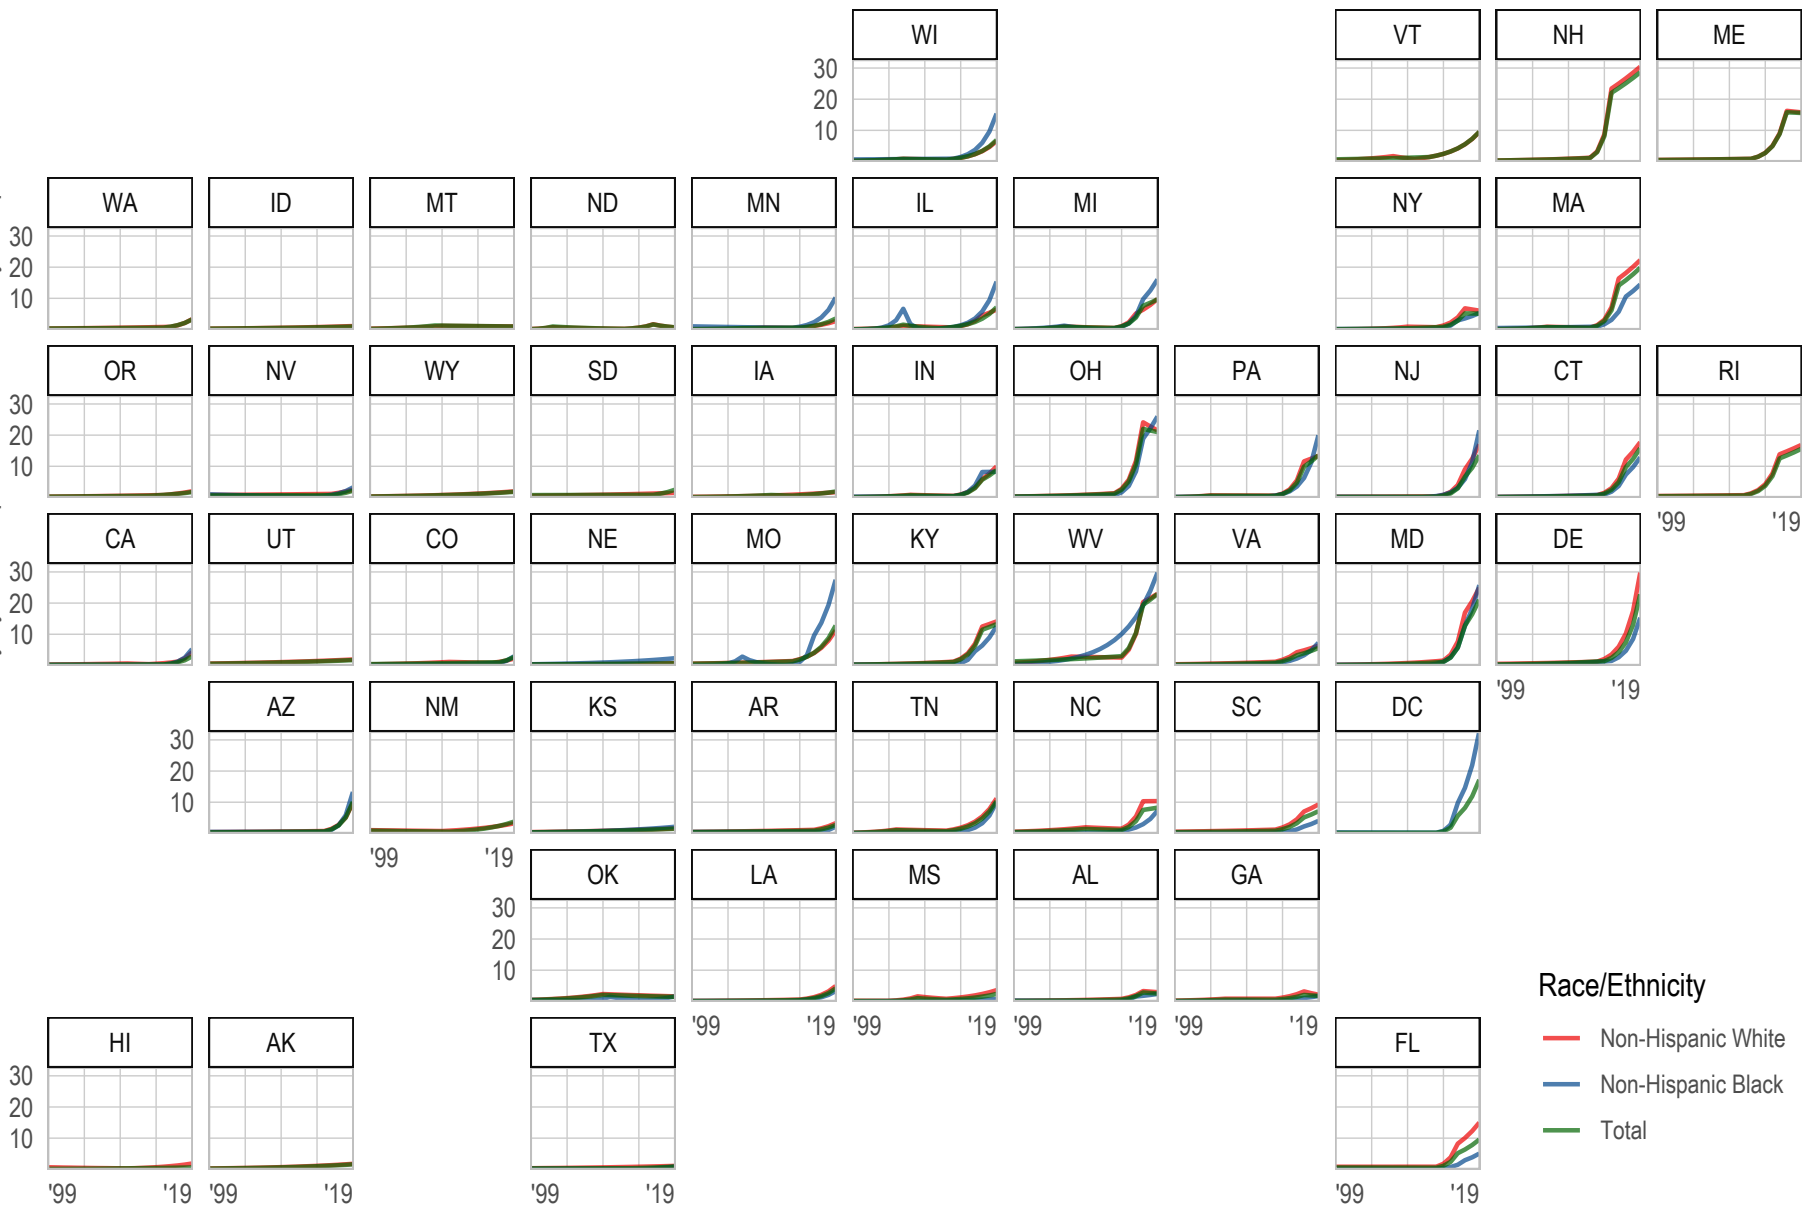 WI VT NH ME
30
20
10
WA ID MT ND MN IL MI NY MA
30
20
10
OR NV WY SD IA IN OH PA NJ CT RI
30
20
10
'99 '19
CA UT CO NE MO KY WV VA MD DE
30
20
10
'99 '19
AZ NM KS AR TN NC SC DC
30
20
10
'99 '19
OK LA MS AL GA
30
20
10
'99 '19 '99 '19 '99 '19 '99 '19
Race/Ethnicity
Non-Hispanic White
Non-Hispanic Black
Total
HI AK TX FL
30
20
10
'99 '19 '99 '19 '99 '19 '99 '19